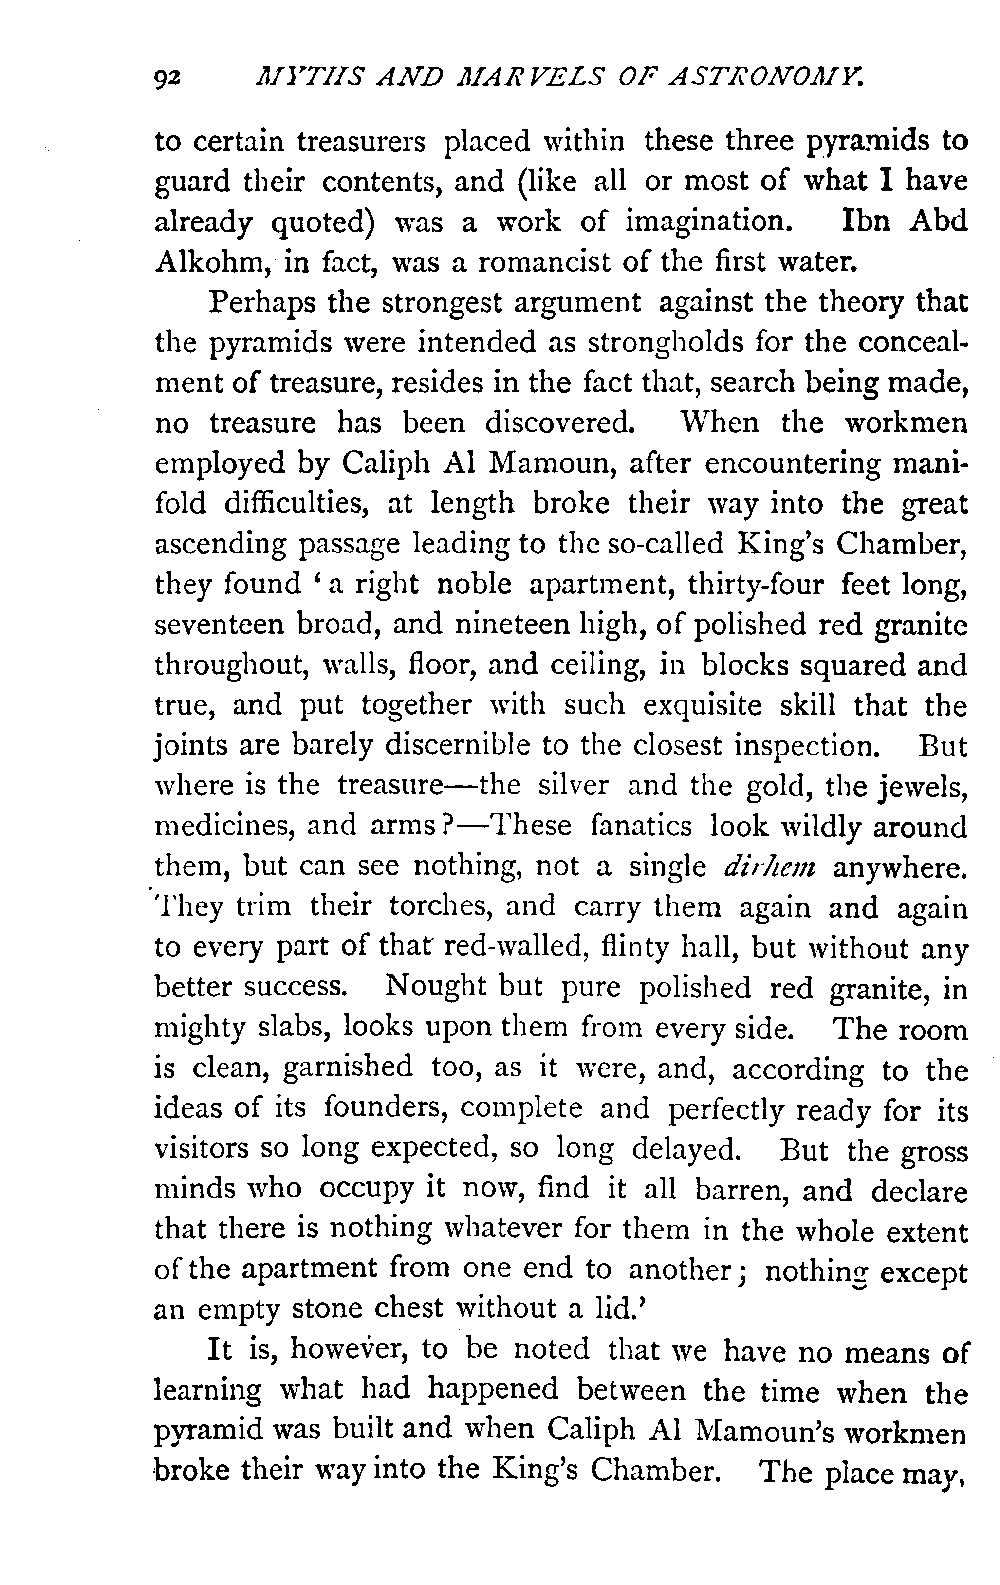 92 MYTHS AND MARVELS OF ASTRONOMY.
to certain treasurers placed within these three pyramids to
guard their contents, and (like all or most of what I have
already quoted) was a work of imagination. Ibn Abd
Alkohm, in fact, was a romancist of the first water.
Perhaps the strongest argument against the theory that
the pyramids were intended as strongholds for the conceal-
ment of treasure, resides in the fact that, search being made,
no treasure has been discovered. When the workmen
employed by Caliph Al Mamoun, after encountering mani-
fold difficulties, at length broke their way into the great
ascending passage leading to the so-called King's Chamber,
they found ‘a right noble apartment, thirty-four feet long,
seventeen broad, and nineteen high, of polished red granite
throughout, walls, floor, and ceiling, in blocks squared and
true, and put together with such exquisite skill that the
joints are barely discernible to the closest inspection. But
where is the treasure—the silver and the gold, the jewels,
medicines, and arms?—These fanatics look wildly around
them, but can see nothing, not a single dirhem anywhere.
They trim their torches, and carry them again and again
to every part of that red-walled, flinty hall, but without any
better success. Nought but pure polished red granite, in
mighty slabs, looks upon them from every side. The room
is clean, garnished too, as it were, and, according to the
ideas of its founders, complete and perfectly ready for its
visitors so long expected, so long delayed. But the gross
minds who occupy it now, find it all barren, and declare
that there is nothing whatever for them in the whole extent
of the apartment from one end to another; nothing except
an empty stone chest without a lid.’
It is, however, to be noted that we have no means of
learning what had happened between the time when the
pyramid was built and when Caliph Al Mamoun's workmen
broke their way into the King's Chamber. The place may,